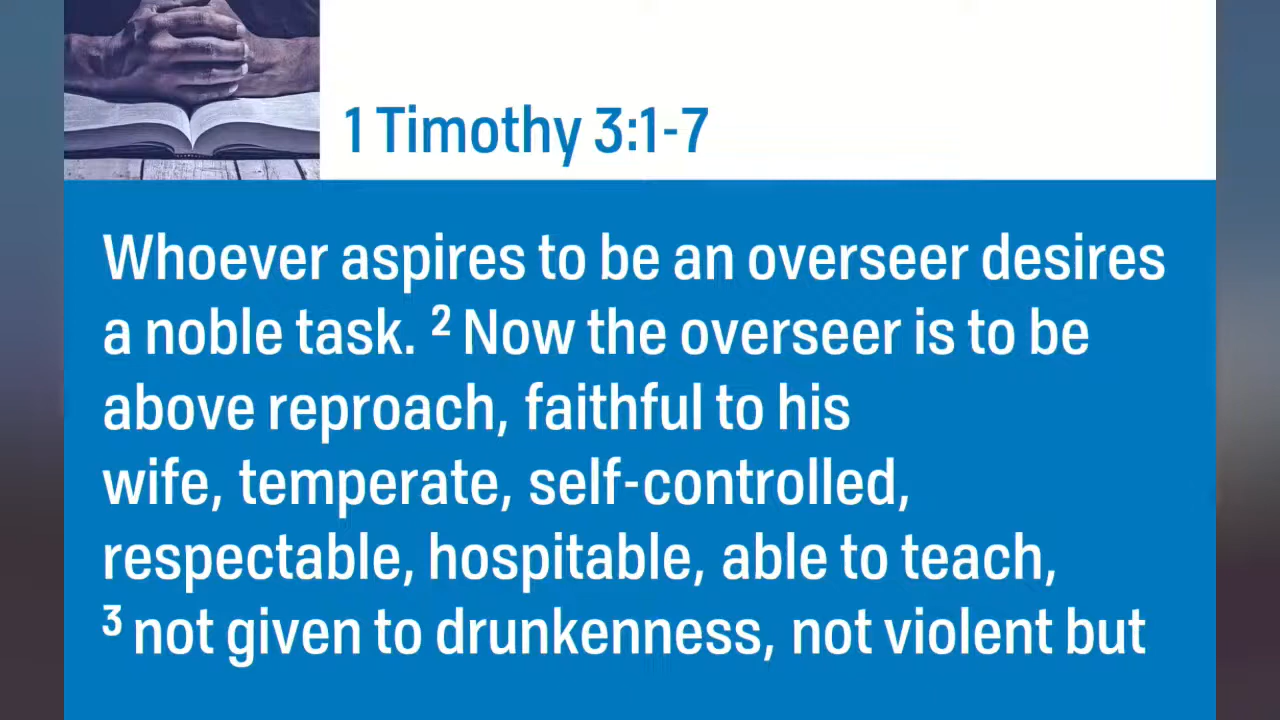 1 Timothy 3:1-7
Whoever aspires to be an overseer desires
a noble task. ² Now the overseer is to be
above reproach, faithful to his
wife, temperate, self-controlled,
respectable, hospitable, able to teach,
³ not given to drunkenness, not violent but